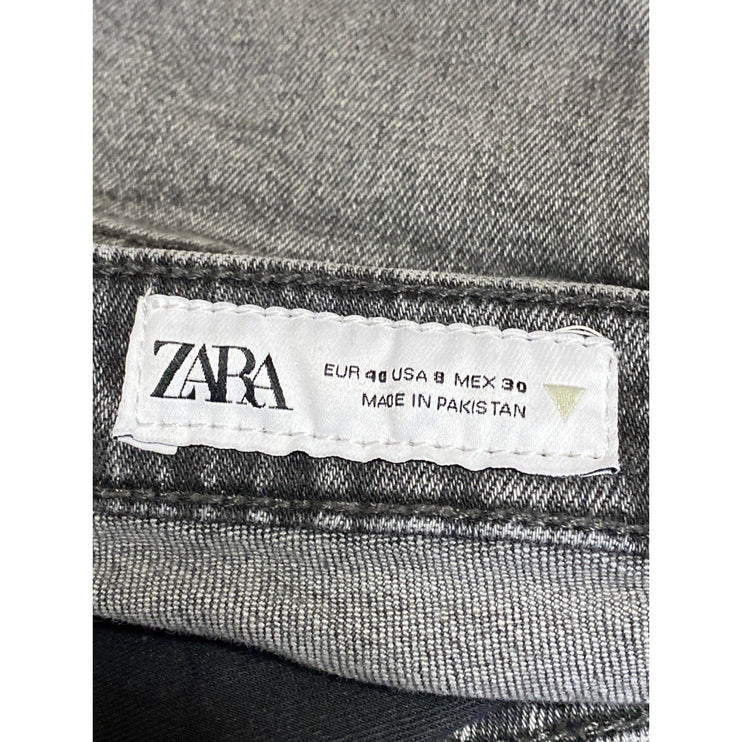 ZARA
EUR 40 USA 8 MEX 30
MADE IN PAKISTAN